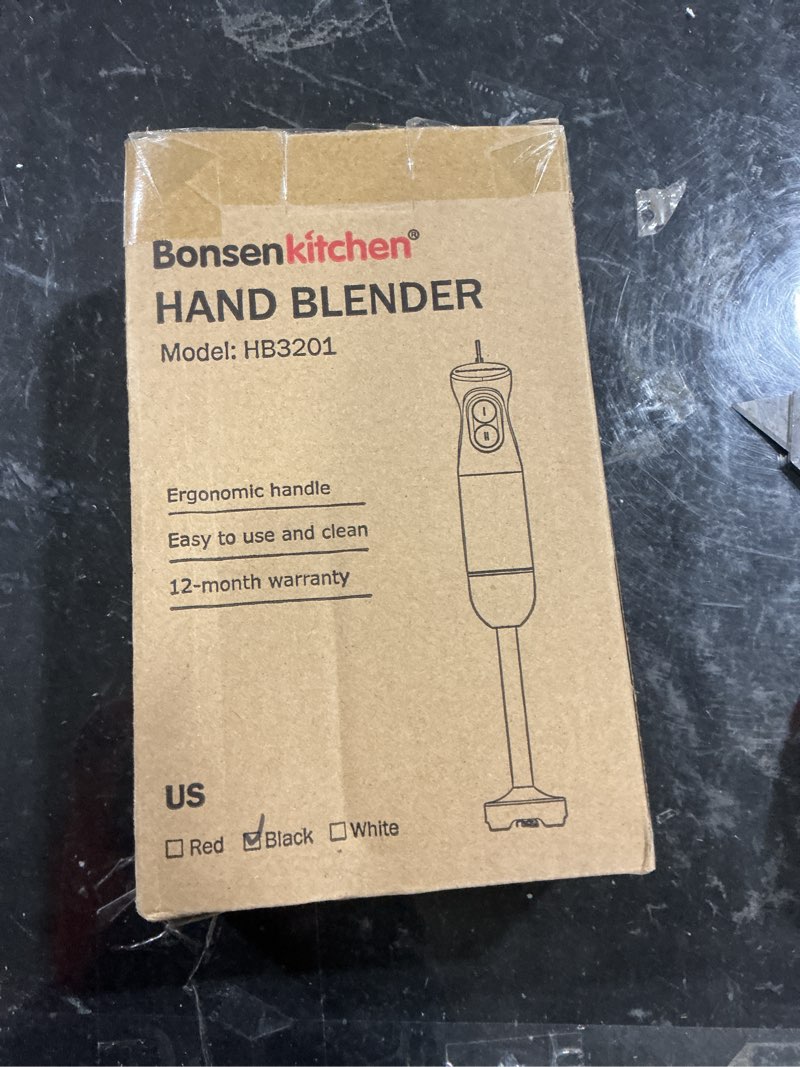 Bonsenkitchen®
HAND BLENDER
Model: HB3201
I
II
Ergonomic handle
Easy to use and clean
12-month warranty
US
Red Black White